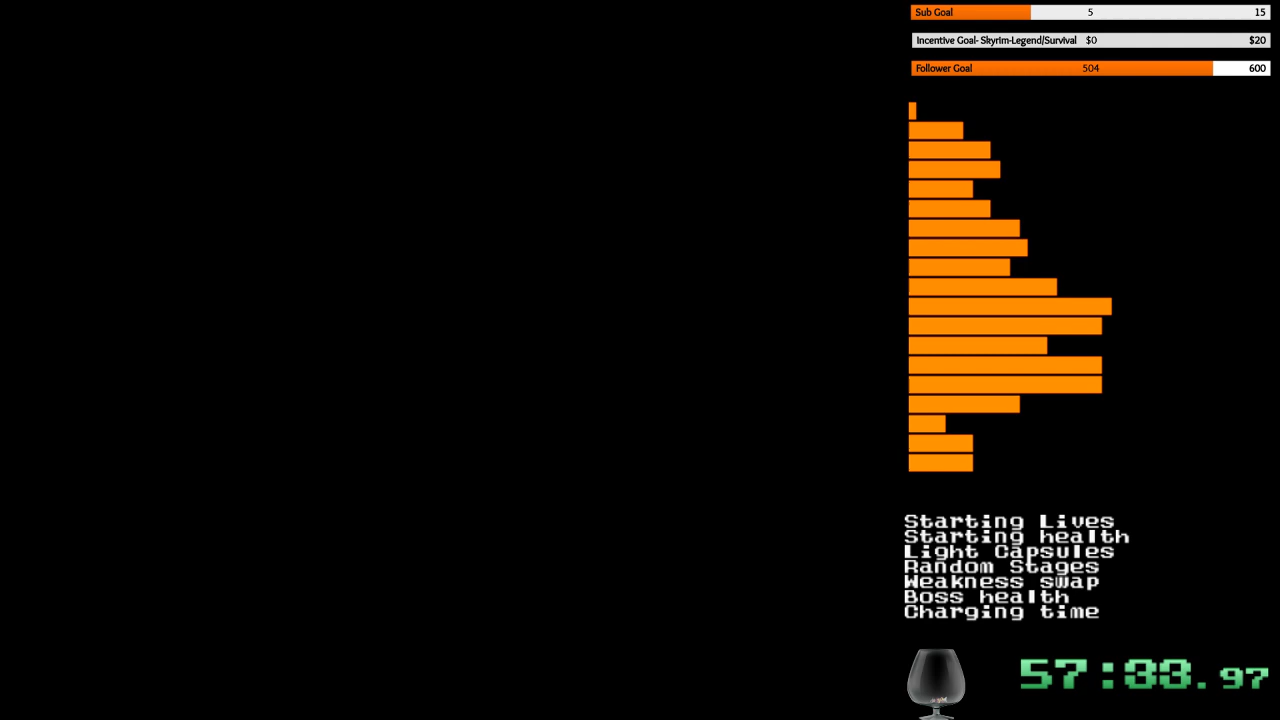 Sub Goal 5 15
Incentive Goal- Skyrim-Legend/Survival $0 $20
Follower Goal 504 600
Starting Lives
Starting health
Light Capsules
Random Stages
Weakness swap
Boss health
Charging time
57:33.97